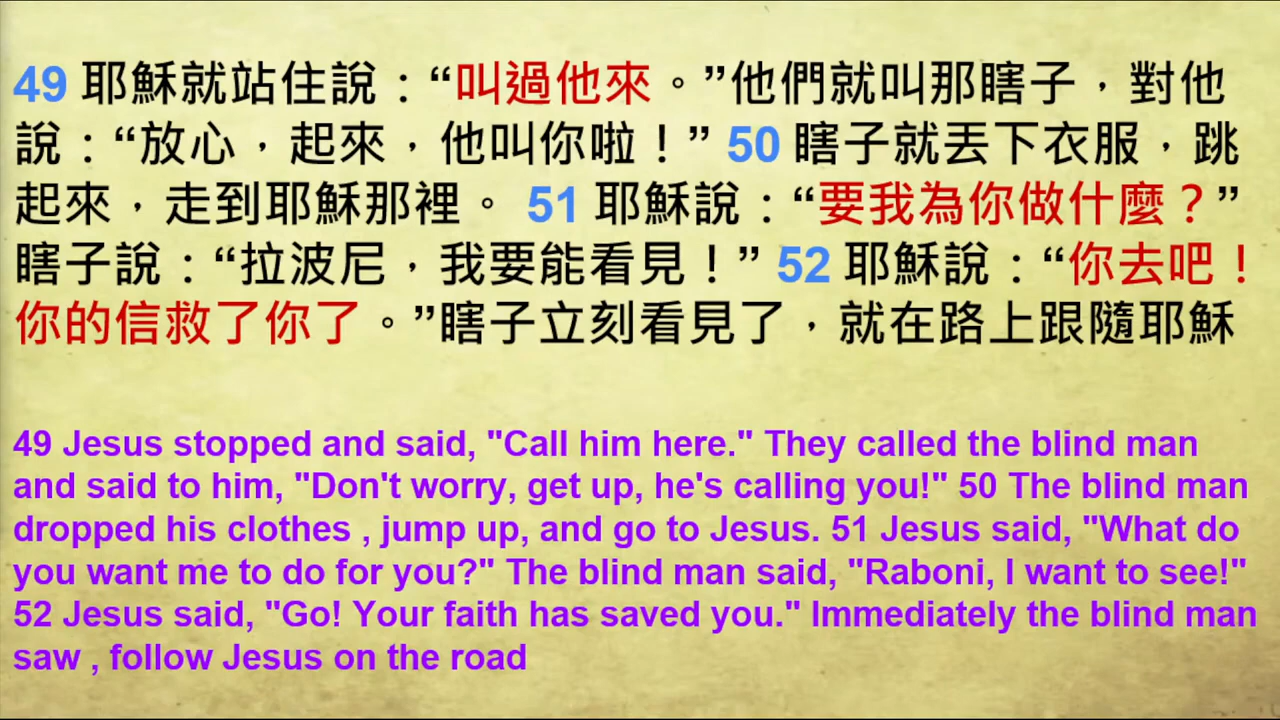 49 耶穌就站住說：“叫過他來。”他們就叫那瞎子，對他
說：“放心，起來，他叫你啦！” 50 瞎子就丟下衣服，跳
起來，走到耶穌那裡。 51 耶穌說：“要我為你做什麼？”
瞎子說：“拉波尼，我要能看見！” 52 耶穌說：“你去吧！
你的信救了你了。”瞎子立刻看見了，就在路上跟隨耶穌
49 Jesus stopped and said, "Call him here." They called the blind man
and said to him, "Don't worry, get up, he's calling you!" 50 The blind man
dropped his clothes , jump up, and go to Jesus. 51 Jesus said, "What do
you want me to do for you?" The blind man said, "Raboni, I want to see!"
52 Jesus said, "Go! Your faith has saved you." Immediately the blind man
saw , follow Jesus on the road